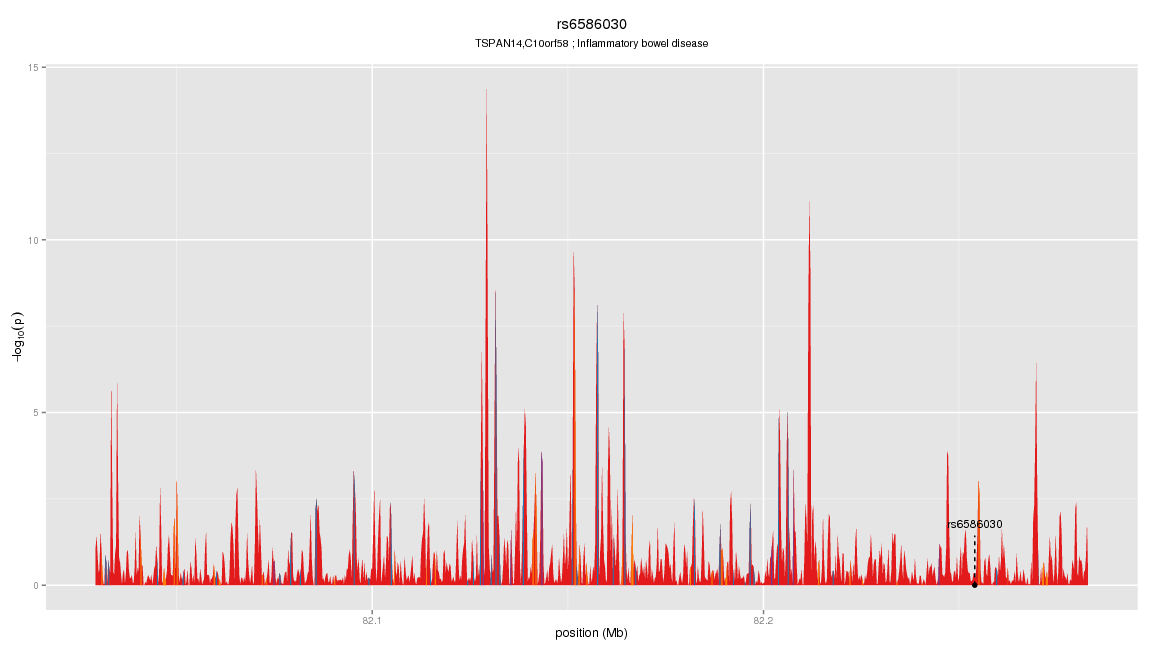 rs6586030
TSPAN14,C10orf58 ; Inflammatory bowel disease
15
10
5
0
−log10(p)
rs6586030
82.1
82.2
position (Mb)